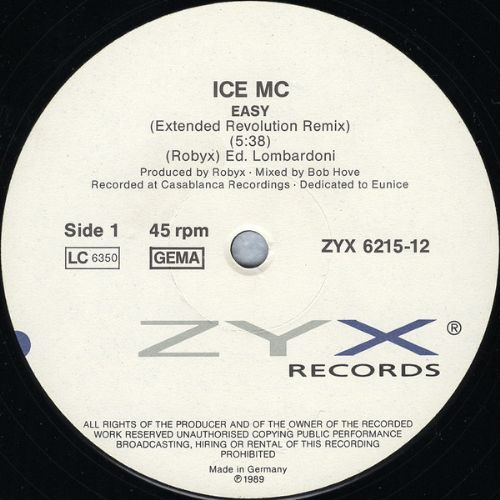 ICE MC
EASY
(Extended Revolution Remix)
(5:38)
(Robyx) Ed. Lombardoni
Produced by Robyx · Mixed by Bob Hove
Recorded at Casablanca Recordings · Dedicated to Eunice
Side 1 45 rpm ZYX 6215-12
LC 6350 GEMA
ZYX ®
RECORDS
ALL RIGHTS OF THE PRODUCER AND OF THE OWNER OF THE RECORDED
WORK RESERVED UNAUTHORISED COPYING PUBLIC PERFORMANCE
BROADCASTING, HIRING OR RENTAL OF THIS RECORDING
PROHIBITED
Made in Germany
℗1989